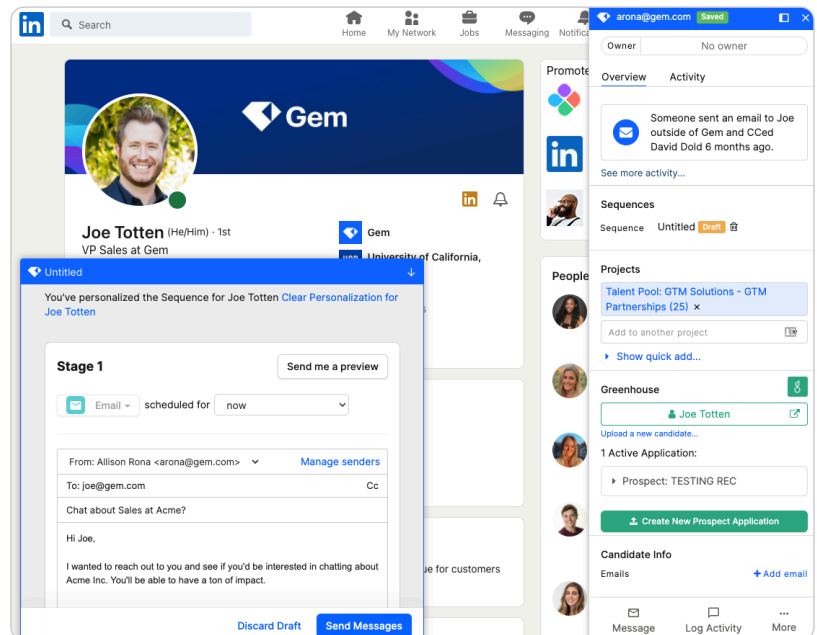 in
Search
Home
My Network
Jobs
Messaging
Notifica
Gem
in
Joe Totten (He/Him) · 1st
VP Sales at Gem
Gem
University of California,
Promote
in
People
ue for customers
Untitled
You've personalized the Sequence for Joe Totten Clear Personalization for
Joe Totten
Stage 1
Send me a preview
Email
scheduled for
now
From: Allison Rona <arona@gem.com>
Manage senders
To: joe@gem.com
Cc
Chat about Sales at Acme?
Hi Joe,
I wanted to reach out to you and see if you'd be interested in chatting about
Acme Inc. You'll be able to have a ton of impact.
Discard Draft
Send Messages
arona@gem.com Saved
Owner
No owner
Overview
Activity
Someone sent an email to Joe
outside of Gem and CCed
David Dold 6 months ago.
See more activity...
Sequences
Sequence Untitled Draft
Projects
Talent Pool: GTM Solutions - GTM
Partnerships (25) ×
Add to another project
Show quick add...
Greenhouse
Joe Totten
Upload a new candidate...
1 Active Application:
Prospect: TESTING REC
Create New Prospect Application
Candidate Info
Emails
+ Add email
Message
Log Activity
More